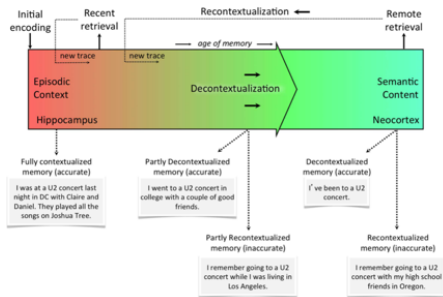 Initial
encoding
Recent
retrieval
Recontextualization
Remote
retrieval
new trace
new trace
age of memory
Episodic
Context
Decontextualization
Semantic
Content
Hippocampus
Neocortex
Fully contextualized
memory (accurate)
I was at a U2 concert last
night in DC with Claire and
Daniel. They played all the
songs on Joshua Tree.
Partly Decontextualized
memory (accurate)
I went to a U2 concert in
college with a couple of good
friends.
Decontextualized
memory (accurate)
I've been to a U2
concert.
Partly Recontextualized
memory (inaccurate)
I remember going to a U2
concert while I was living in
Los Angeles.
Recontextualized
memory (inaccurate)
I remember going to a U2
concert with my high school
friends in Oregon.